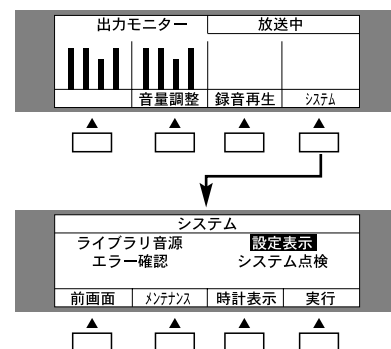 出力モニター 放送中
音量調整 録音再生 ｼｽﾃﾑ
システム
ライブラリ音源 設定表示
エラー確認 システム点検
前画面 ﾒﾝﾃﾅﾝｽ 時計表示 実行